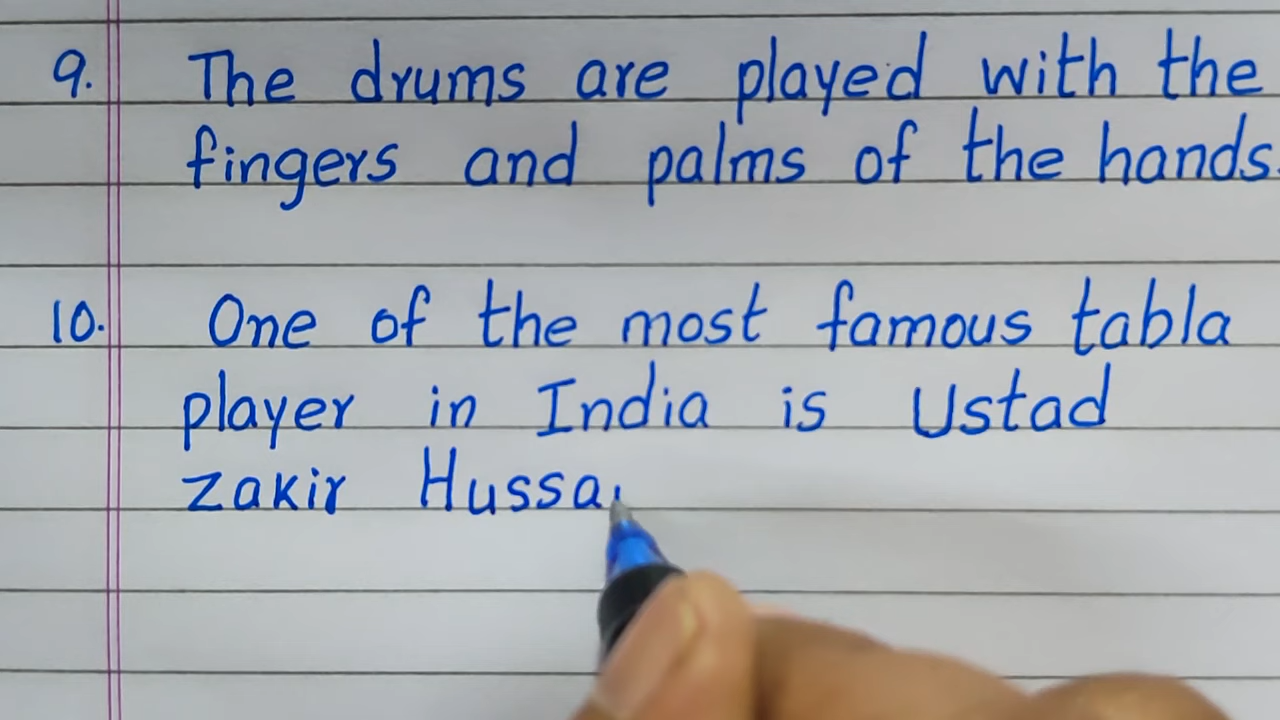 9. The drums are played with the
fingers and palms of the hands.
10. One of the most famous tabla
player in India is Ustad
Zakir Hussai